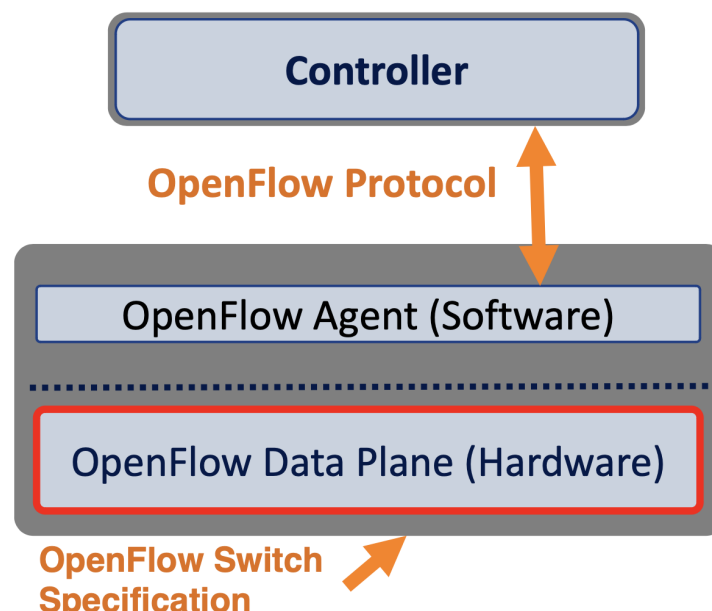 Controller
OpenFlow Protocol
OpenFlow Agent (Software)
OpenFlow Data Plane (Hardware)
OpenFlow Switch
Specification